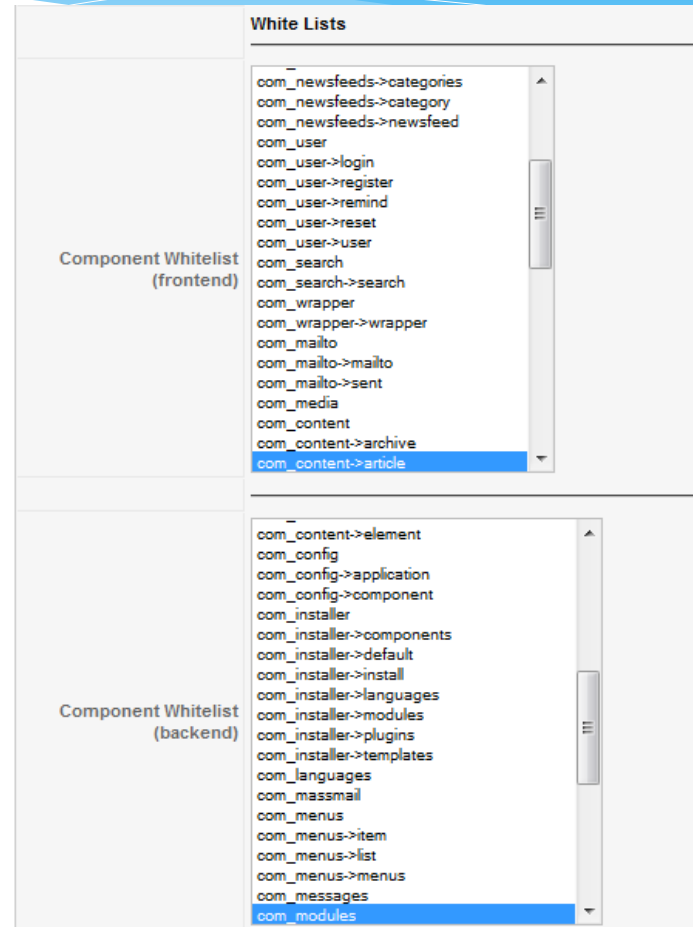 White Lists
com_newsfeeds->categories
com_newsfeeds->category
com_newsfeeds->newsfeed
com_user
com_user->login
com_user->register
com_user->remind
com_user->reset
com_user->user
Component Whitelist
(frontend)
com_search
com_search->search
com_wrapper
com_wrapper->wrapper
com_mailto
com_mailto->mailto
com_mailto->sent
com_media
com_content
com_content->archive
com_content->article
com_content->element
com_config
com_config->application
com_config->component
com_installer
com_installer->components
com_installer->default
com_installer->install
com_installer->languages
Component Whitelist
(backend)
com_installer->modules
com_installer->plugins
com_installer->templates
com_languages
com_massmail
com_menus
com_menus->item
com_menus->list
com_menus->menus
com_messages
com_modules